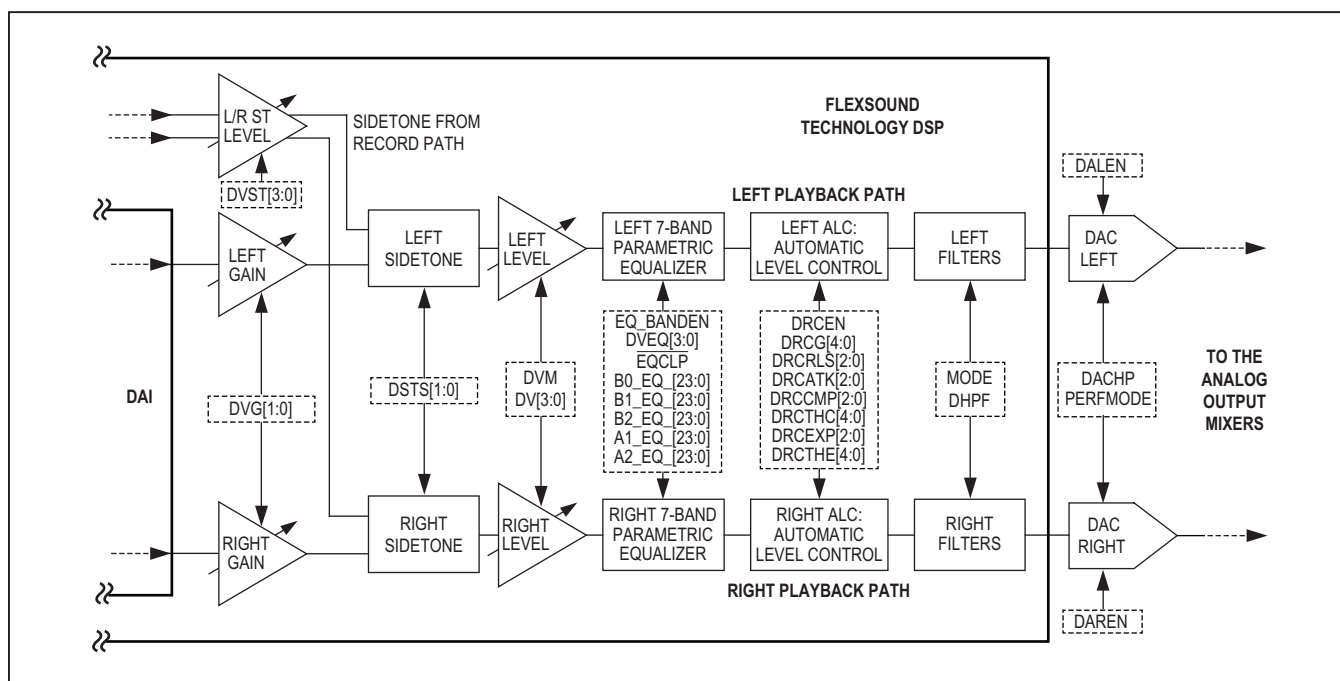 L/R ST
LEVEL
SIDETONE FROM
RECORD PATH
FLEXSOUND
TECHNOLOGY DSP
DVST[3:0]
LEFT PLAYBACK PATH
DALEN
LEFT
GAIN
LEFT
SIDETONE
LEFT
LEVEL
LEFT 7-BAND
PARAMETRIC
EQUALIZER
LEFT ALC:
AUTOMATIC
LEVEL CONTROL
LEFT
FILTERS
DAC
LEFT
DAI
DVG[1:0]
DSTS[1:0]
DVM
DV[3:0]
EQ_BANDEN
DVEQ[3:0]
EQCLP
B0_EQ_[23:0]
B1_EQ_[23:0]
B2_EQ_[23:0]
A1_EQ_[23:0]
A2_EQ_[23:0]
DRCEN
DRCG[4:0]
DRCRLS[2:0]
DRCATK[2:0]
DRCCMP[2:0]
DRCTHC[4:0]
DRCEXP[2:0]
DRCTHE[4:0]
MODE
DHPF
DACHP
PERFMODE
TO THE
ANALOG
OUTPUT
MIXERS
RIGHT
GAIN
RIGHT
SIDETONE
RIGHT
LEVEL
RIGHT 7-BAND
PARAMETRIC
EQUALIZER
RIGHT ALC:
AUTOMATIC
LEVEL CONTROL
RIGHT
FILTERS
DAC
RIGHT
RIGHT PLAYBACK PATH
DAREN